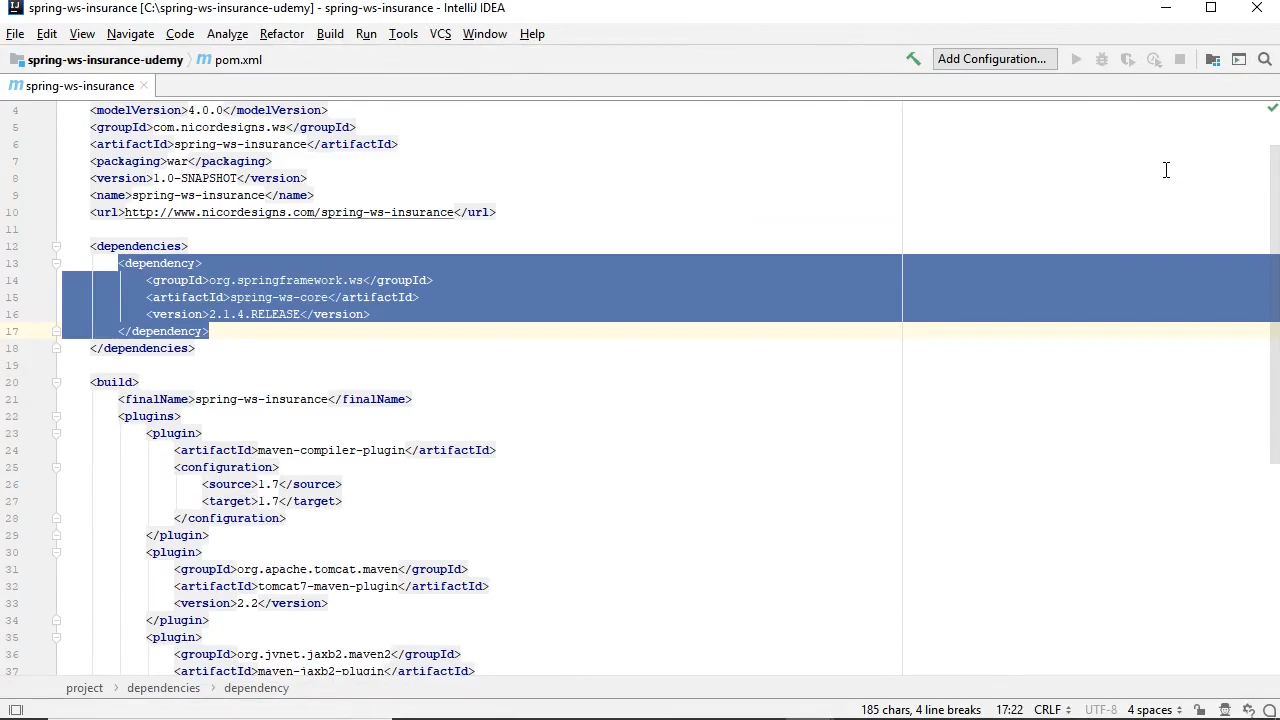 spring-ws-insurance [C:\spring-ws-insurance-udemy] - spring-ws-insurance - IntelliJ IDEA
File Edit View Navigate Code Analyze Refactor Build Run Tools VCS Window Help
spring-ws-insurance-udemy pom.xml Add Configuration...
spring-ws-insurance
4 <modelVersion>4.0.0</modelVersion>
5 <groupId>com.nicordesigns.ws</groupId>
6 <artifactId>spring-ws-insurance</artifactId>
7 <packaging>war</packaging>
8 <version>1.0-SNAPSHOT</version>
9 <name>spring-ws-insurance</name>
10 <url>http://www.nicordesigns.com/spring-ws-insurance</url>
11
12 <dependencies>
13 <dependency>
14 <groupId>org.springframework.ws</groupId>
15 <artifactId>spring-ws-core</artifactId>
16 <version>2.1.4.RELEASE</version>
17 </dependency>
18 </dependencies>
19
20 <build>
21 <finalName>spring-ws-insurance</finalName>
22 <plugins>
23 <plugin>
24 <artifactId>maven-compiler-plugin</artifactId>
25 <configuration>
26 <source>1.7</source>
27 <target>1.7</target>
28 </configuration>
29 </plugin>
30 <plugin>
31 <groupId>org.apache.tomcat.maven</groupId>
32 <artifactId>tomcat7-maven-plugin</artifactId>
33 <version>2.2</version>
34 </plugin>
35 <plugin>
36 <groupId>org.jvnet.jaxb2.maven2</groupId>
37 <artifactId>maven-jaxb2-plugin</artifactId>
project dependencies dependency
185 chars, 4 line breaks 17:22 CRLF UTF-8 4 spaces